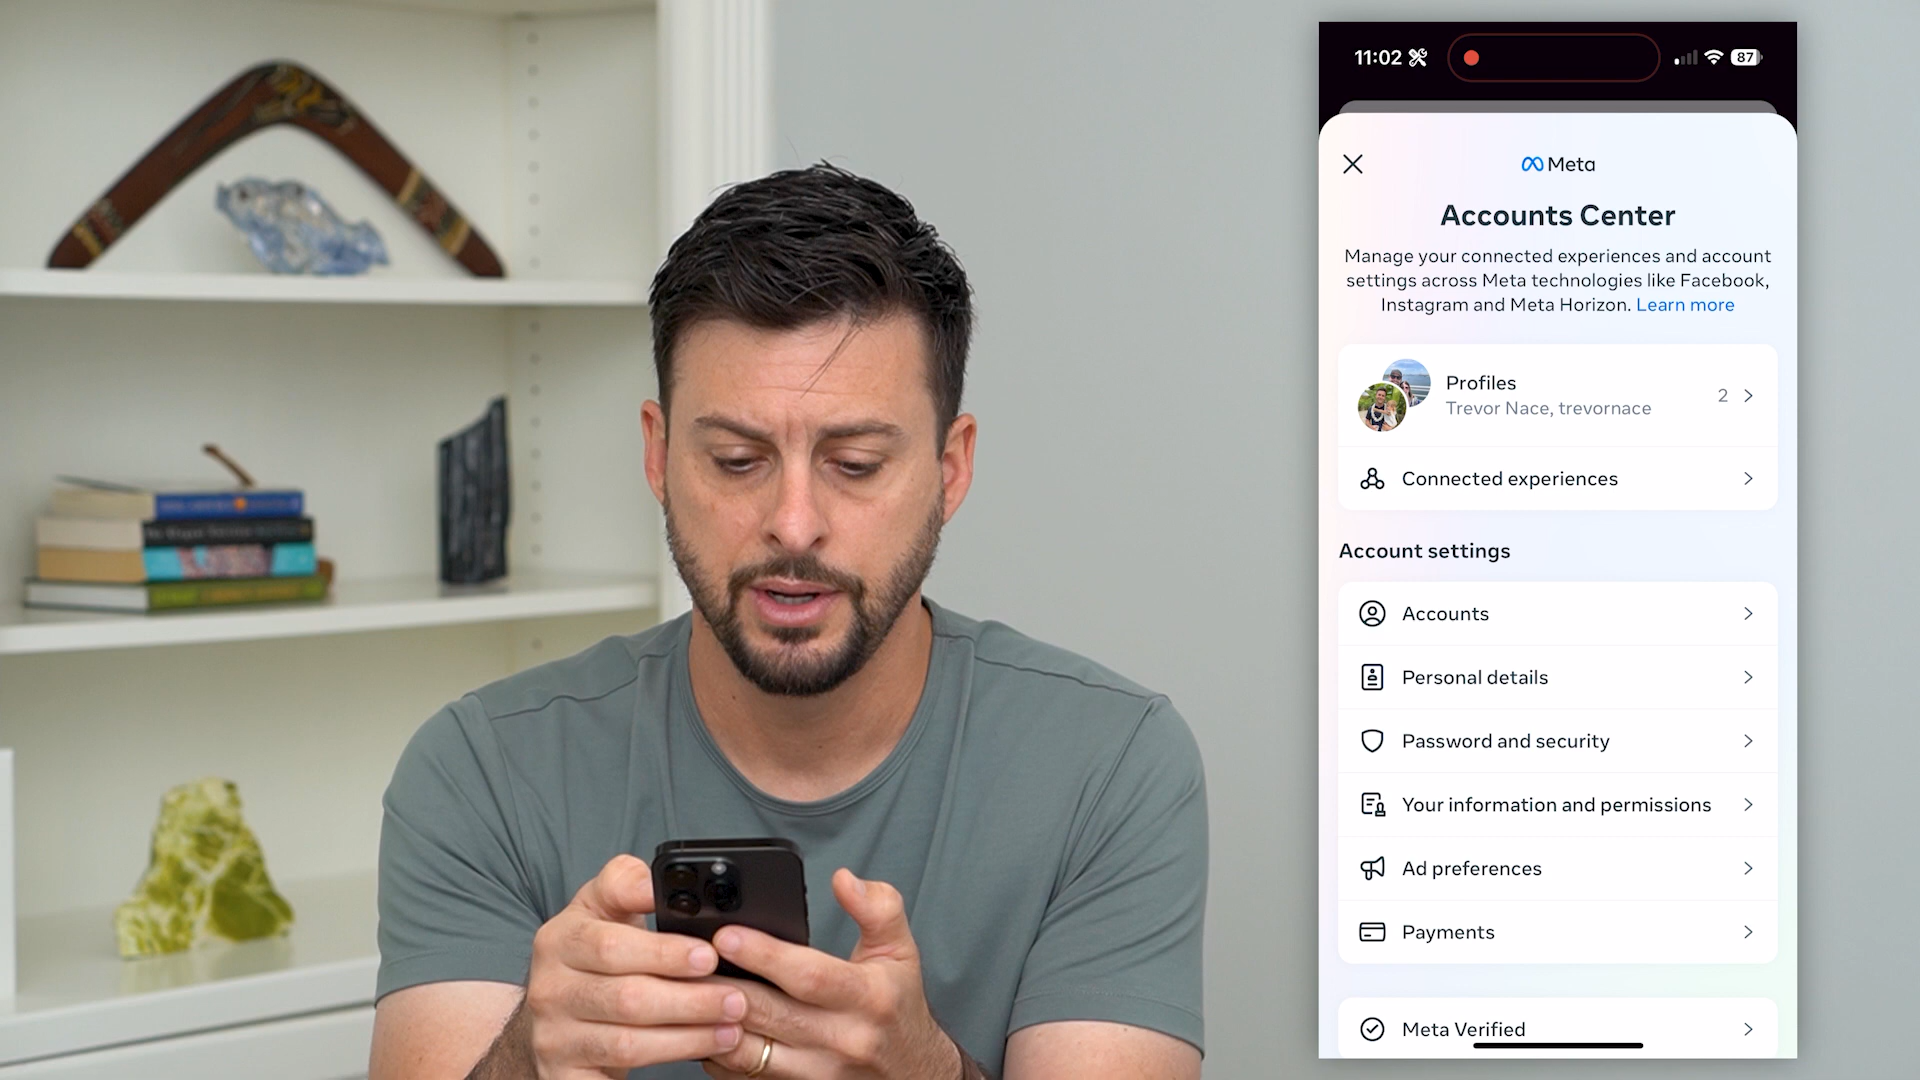 11:02
87
Meta
Accounts Center
Manage your connected experiences and account
settings across Meta technologies like Facebook,
Instagram and Meta Horizon. Learn more
Profiles
Trevor Nace, trevornace
2
Connected experiences
Account settings
Accounts
Personal details
Password and security
Your information and permissions
Ad preferences
Payments
Meta Verified